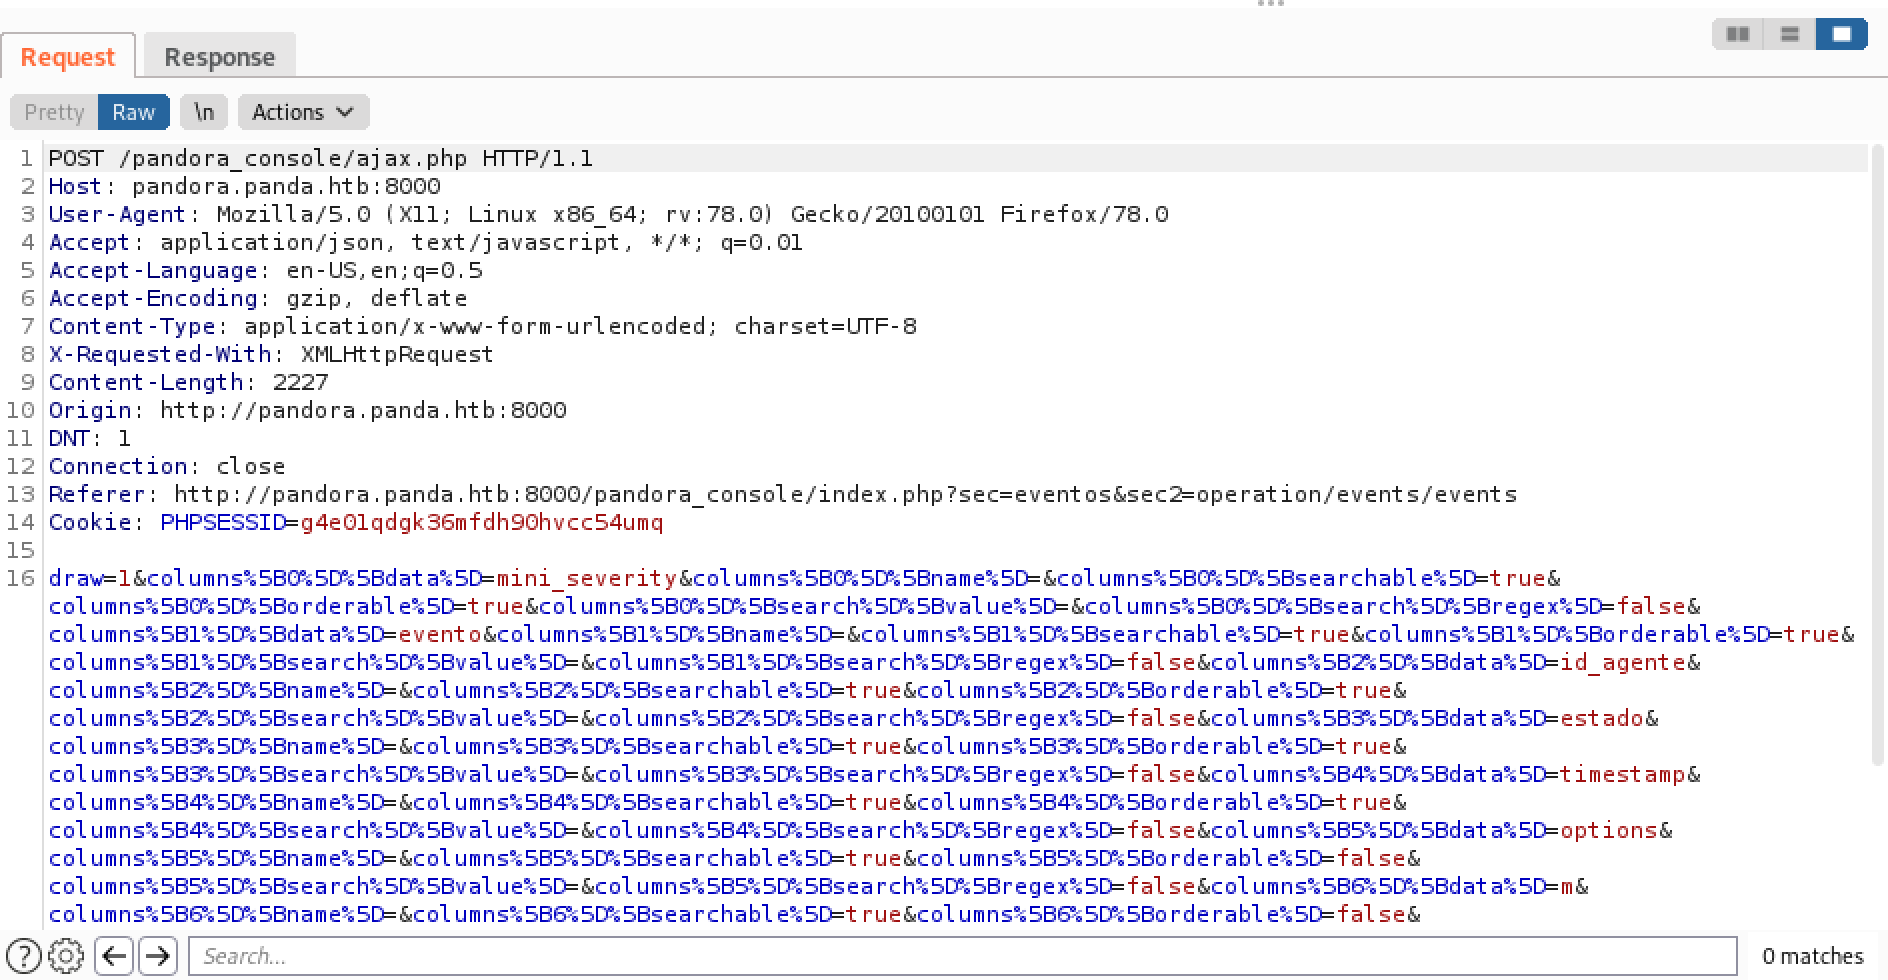 Request Response
Pretty Raw \n Actions
1 POST /pandora_console/ajax.php HTTP/1.1
2 Host: pandora.panda.htb:8000
3 User-Agent: Mozilla/5.0 (X11; Linux x86_64; rv:78.0) Gecko/20100101 Firefox/78.0
4 Accept: application/json, text/javascript, */*; q=0.01
5 Accept-Language: en-US,en;q=0.5
6 Accept-Encoding: gzip, deflate
7 Content-Type: application/x-www-form-urlencoded; charset=UTF-8
8 X-Requested-With: XMLHttpRequest
9 Content-Length: 2227
10 Origin: http://pandora.panda.htb:8000
11 DNT: 1
12 Connection: close
13 Referer: http://pandora.panda.htb:8000/pandora_console/index.php?sec=eventos&sec2=operation/events/events
14 Cookie: PHPSESSID=g4e01qdgk36mfdh90hvcc54umq
15
16 draw=1&columns%5B0%5D%5Bdata%5D=mini_severity&columns%5B0%5D%5Bname%5D=&columns%5B0%5D%5Bsearchable%5D=true&
columns%5B0%5D%5Borderable%5D=true&columns%5B0%5D%5Bsearch%5D%5Bvalue%5D=&columns%5B0%5D%5Bsearch%5D%5Bregex%5D=false&
columns%5B1%5D%5Bdata%5D=evento&columns%5B1%5D%5Bname%5D=&columns%5B1%5D%5Bsearchable%5D=true&columns%5B1%5D%5Borderable%5D=true&
columns%5B1%5D%5Bsearch%5D%5Bvalue%5D=&columns%5B1%5D%5Bsearch%5D%5Bregex%5D=false&columns%5B2%5D%5Bdata%5D=id_agente&
columns%5B2%5D%5Bname%5D=&columns%5B2%5D%5Bsearchable%5D=true&columns%5B2%5D%5Borderable%5D=true&
columns%5B2%5D%5Bsearch%5D%5Bvalue%5D=&columns%5B2%5D%5Bsearch%5D%5Bregex%5D=false&columns%5B3%5D%5Bdata%5D=estado&
columns%5B3%5D%5Bname%5D=&columns%5B3%5D%5Bsearchable%5D=true&columns%5B3%5D%5Borderable%5D=true&
columns%5B3%5D%5Bsearch%5D%5Bvalue%5D=&columns%5B3%5D%5Bsearch%5D%5Bregex%5D=false&columns%5B4%5D%5Bdata%5D=timestamp&
columns%5B4%5D%5Bname%5D=&columns%5B4%5D%5Bsearchable%5D=true&columns%5B4%5D%5Borderable%5D=true&
columns%5B4%5D%5Bsearch%5D%5Bvalue%5D=&columns%5B4%5D%5Bsearch%5D%5Bregex%5D=false&columns%5B5%5D%5Bdata%5D=options&
columns%5B5%5D%5Bname%5D=&columns%5B5%5D%5Bsearchable%5D=true&columns%5B5%5D%5Borderable%5D=false&
columns%5B5%5D%5Bsearch%5D%5Bvalue%5D=&columns%5B5%5D%5Bsearch%5D%5Bregex%5D=false&columns%5B6%5D%5Bdata%5D=m&
columns%5B6%5D%5Bname%5D=&columns%5B6%5D%5Bsearchable%5D=true&columns%5B6%5D%5Borderable%5D=false&
? Search... 0 matches